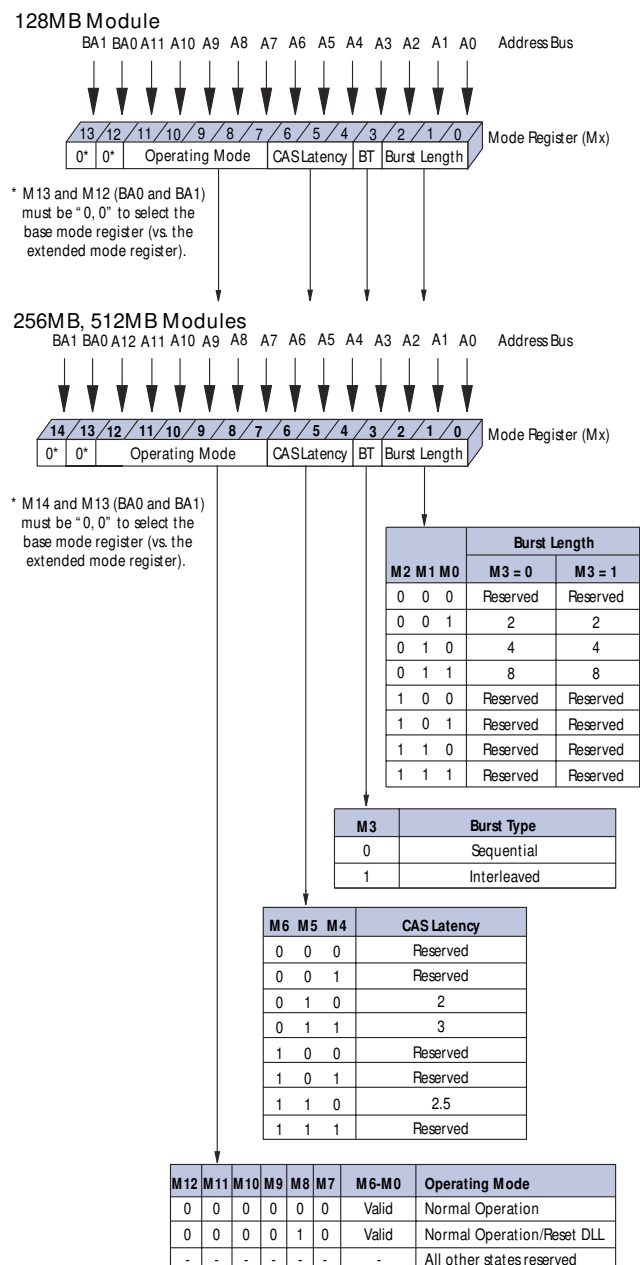 128MB Module
BA1 BA0 A11 A10 A9 A8 A7 A6 A5 A4 A3 A2 A1 A0 Address Bus
13 12 11 10 9 8 7 6 5 4 3 2 1 0 Mode Register (Mx)
0* 0* Operating Mode CAS Latency BT Burst Length
* M13 and M12 (BA0 and BA1)
must be "0, 0" to select the
base mode register (vs. the
extended mode register).
256MB, 512MB Modules
BA1 BA0 A12 A11 A10 A9 A8 A7 A6 A5 A4 A3 A2 A1 A0 Address Bus
14 13 12 11 10 9 8 7 6 5 4 3 2 1 0 Mode Register (Mx)
0* 0* Operating Mode CAS Latency BT Burst Length
* M14 and M13 (BA0 and BA1)
must be "0, 0" to select the
base mode register (vs. the
extended mode register).
Burst Length
M2 M1 M0 M3 = 0 M3 = 1
0 0 0 Reserved Reserved
0 0 1 2 2
0 1 0 4 4
0 1 1 8 8
1 0 0 Reserved Reserved
1 0 1 Reserved Reserved
1 1 0 Reserved Reserved
1 1 1 Reserved Reserved
M3 Burst Type
0 Sequential
1 Interleaved
M6 M5 M4 CAS Latency
0 0 0 Reserved
0 0 1 Reserved
0 1 0 2
0 1 1 3
1 0 0 Reserved
1 0 1 Reserved
1 1 0 2.5
1 1 1 Reserved
M12 M11 M10 M9 M8 M7 M6-M0 Operating Mode
0 0 0 0 0 0 Valid Normal Operation
0 0 0 0 1 0 Valid Normal Operation/Reset DLL
- - - - - - - All other states reserved